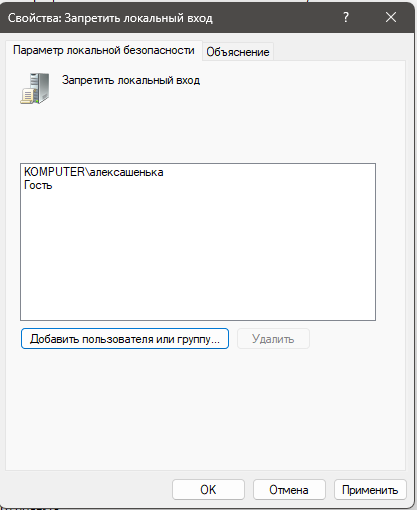 Свойства: Запретить локальный вход
?
Параметр локальной безопасности
Объяснение
Запретить локальный вход
KOMPUTER\алексашенька
Гость
Добавить пользователя или группу...
Удалить
OK
Отмена
Применить